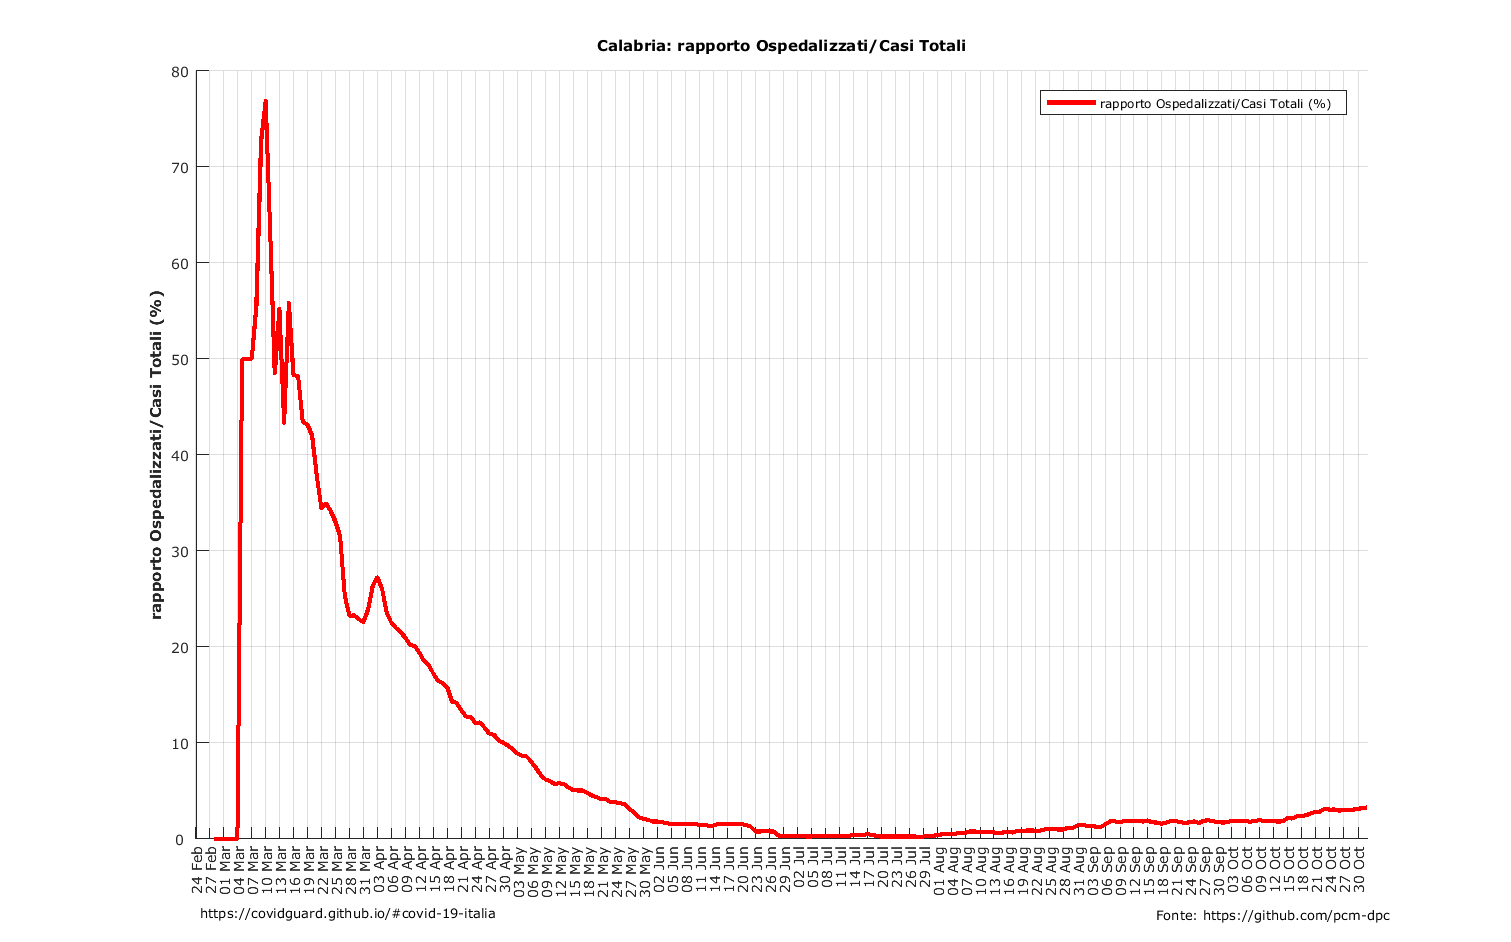 Calabria: rapporto Ospedalizzati/Casi Totali
rapporto Ospedalizzati/Casi Totali (%)
rapporto Ospedalizzati/Casi Totali (%)
80
70
60
50
40
30
20
10
0
24 Feb
27 Feb
01 Mar
04 Mar
07 Mar
10 Mar
13 Mar
16 Mar
19 Mar
22 Mar
25 Mar
28 Mar
31 Mar
03 Apr
06 Apr
09 Apr
12 Apr
15 Apr
18 Apr
21 Apr
24 Apr
27 Apr
30 Apr
03 May
06 May
09 May
12 May
15 May
18 May
21 May
24 May
27 May
30 May
02 Jun
05 Jun
08 Jun
11 Jun
14 Jun
17 Jun
20 Jun
23 Jun
26 Jun
29 Jun
02 Jul
05 Jul
08 Jul
11 Jul
14 Jul
17 Jul
20 Jul
23 Jul
26 Jul
29 Jul
01 Aug
04 Aug
07 Aug
10 Aug
13 Aug
16 Aug
19 Aug
22 Aug
25 Aug
28 Aug
31 Aug
03 Sep
06 Sep
09 Sep
12 Sep
15 Sep
18 Sep
21 Sep
24 Sep
27 Sep
30 Sep
03 Oct
06 Oct
09 Oct
12 Oct
15 Oct
18 Oct
21 Oct
24 Oct
27 Oct
30 Oct
https://covidguard.github.io/#covid-19-italia
Fonte: https://github.com/pcm-dpc